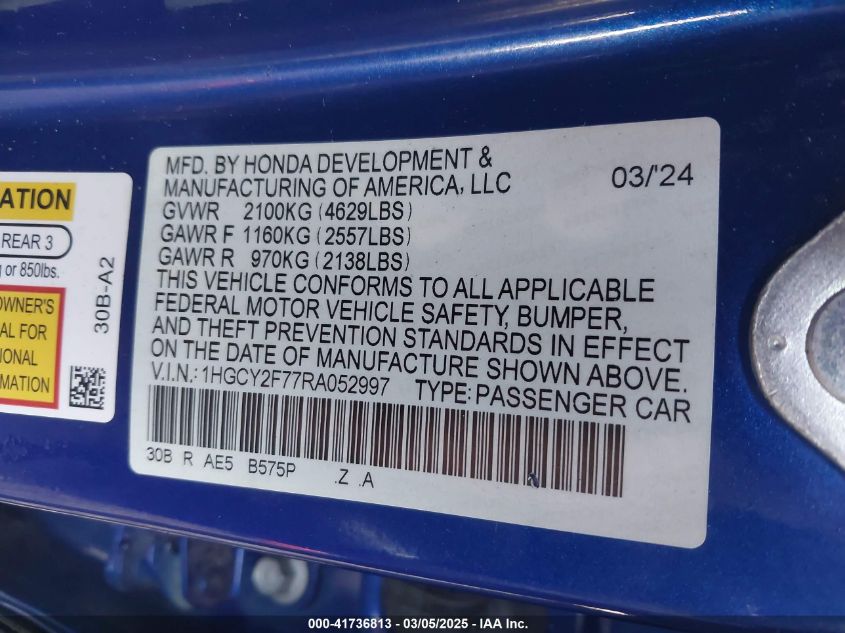 ATION
REAR 3
g or 850lbs.
OWNER'S
AL FOR
IONAL
ON
30B-A2
MFD. BY HONDA DEVELOPMENT &
MANUFACTURING OF AMERICA, LLC
03/'24
GVWR 2100KG (4629LBS)
GAWR F 1160KG (2557LBS)
GAWR R 970KG (2138LBS)
THIS VEHICLE CONFORMS TO ALL APPLICABLE
FEDERAL MOTOR VEHICLE SAFETY, BUMPER,
AND THEFT PREVENTION STANDARDS IN EFFECT
ON THE DATE OF MANUFACTURE SHOWN ABOVE.
V.I.N.: 1HGCY2F77RA052997 TYPE: PASSENGER CAR
30B R AE5 B575P .Z .A
000-41736813 - 03/05/2025 - IAAI.com